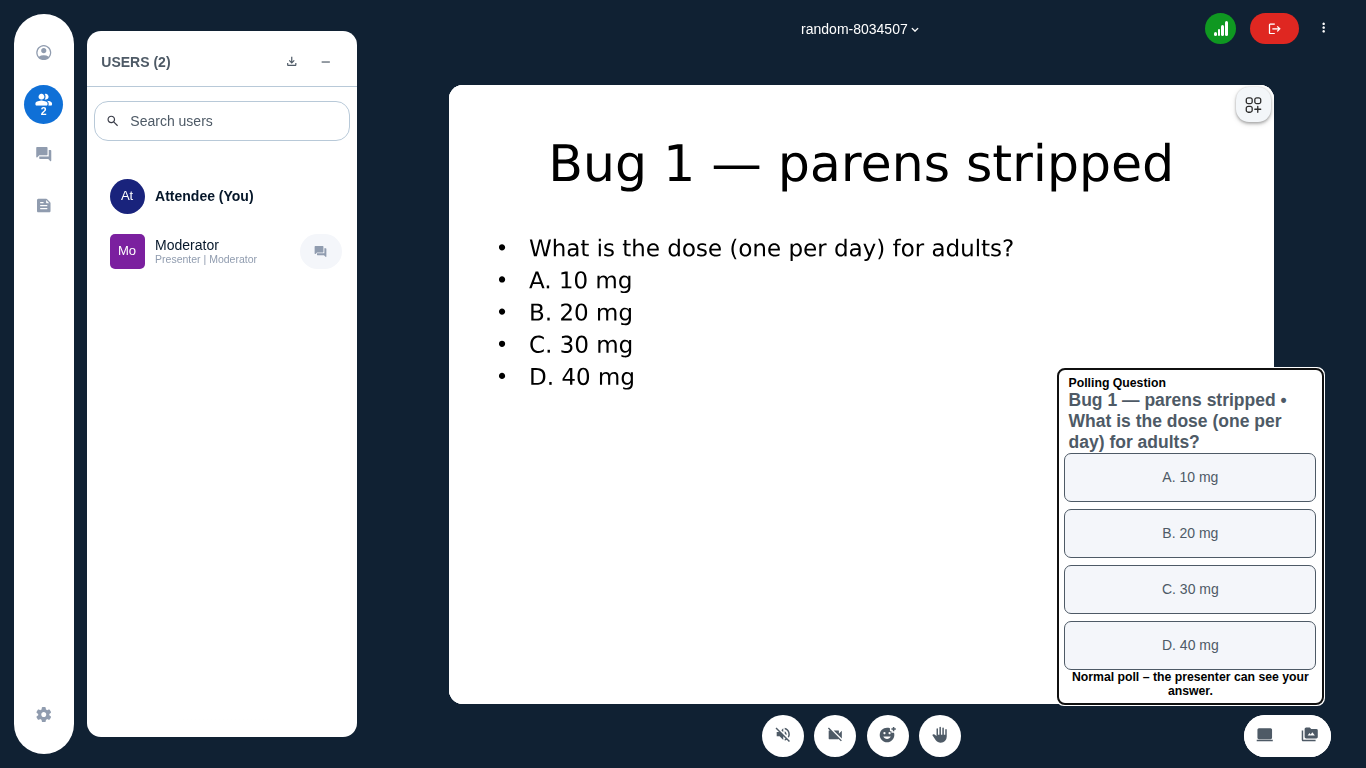 random-8034507
2
USERS (2)
Search users
At
Attendee (You)
Mo
Moderator
Presenter | Moderator
Bug 1 — parens stripped
• What is the dose (one per day) for adults?
• A. 10 mg
• B. 20 mg
• C. 30 mg
• D. 40 mg
Polling Question
Bug 1 — parens stripped •
What is the dose (one per
day) for adults?
A. 10 mg
B. 20 mg
C. 30 mg
D. 40 mg
Normal poll – the presenter can see your
answer.